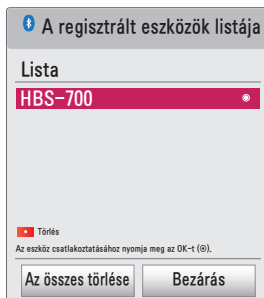 A regisztrált eszközök listája
Lista
HBS-700
Törlés
Az eszköz csatlakoztatásához nyomja meg az OK-t (⊙).
Az összes törlése
Bezárás